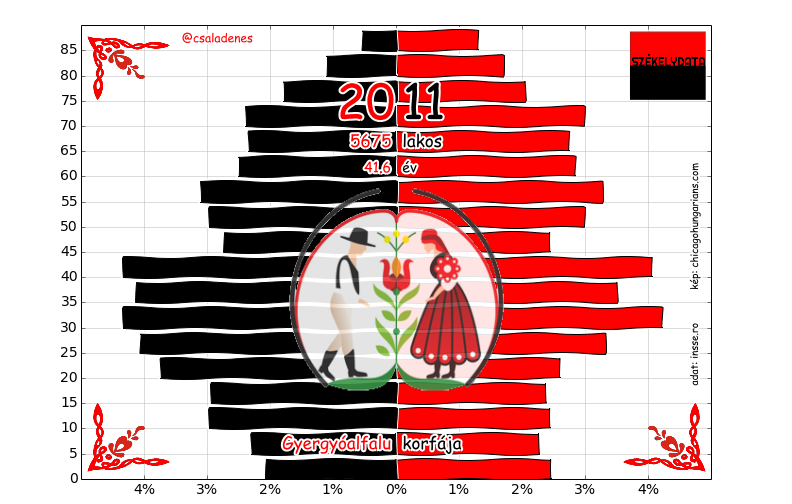 @csaladenes
SZÉKELYDATA
2011
5675 lakos
41,6 év
kép: chicagohungarians.com
adat: insse.ro
Gyergyóalfalu korfája
85
80
75
70
65
60
55
50
45
40
35
30
25
20
15
10
5
0
4% 3% 2% 1% 0% 1% 2% 3% 4%